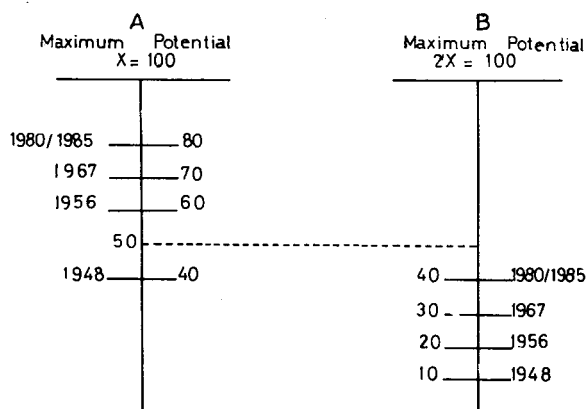 A
Maximum Potential
X = 100
1980/1985 80
1967 70
1956 60
50
1948 40
B
Maximum Potential
2X = 100
40 1980/1985
30 1967
20 1956
10 1948